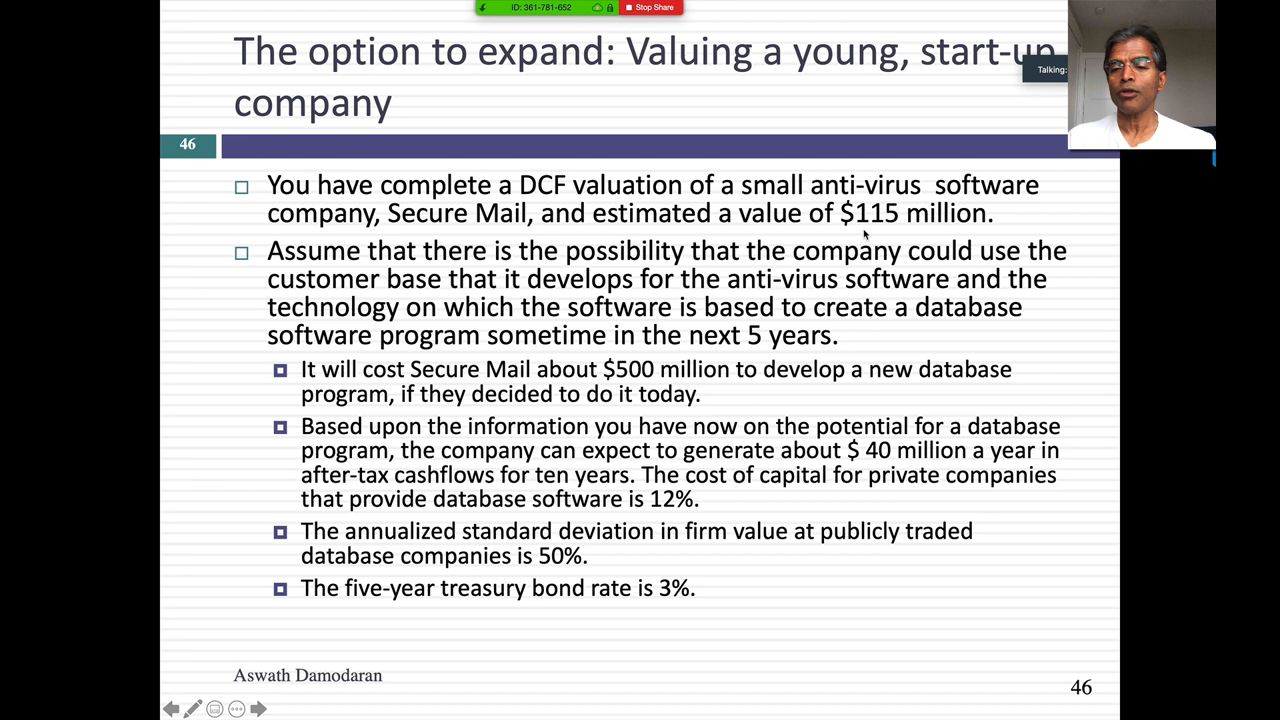 ID: 361-781-652
Stop Share
The option to expand: Valuing a young, start-up
company
Talking:
46
You have complete a DCF valuation of a small anti-virus software
company, Secure Mail, and estimated a value of $115 million.
Assume that there is the possibility that the company could use the
customer base that it develops for the anti-virus software and the
technology on which the software is based to create a database
software program sometime in the next 5 years.
It will cost Secure Mail about $500 million to develop a new database
program, if they decided to do it today.
Based upon the information you have now on the potential for a database
program, the company can expect to generate about $ 40 million a year in
after-tax cashflows for ten years. The cost of capital for private companies
that provide database software is 12%.
The annualized standard deviation in firm value at publicly traded
database companies is 50%.
The five-year treasury bond rate is 3%.
Aswath Damodaran
46